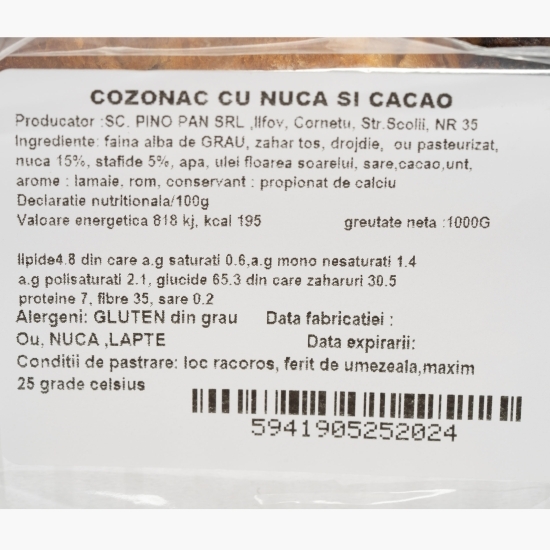 COZONAC CU NUCA SI CACAO
Producator :SC. PINO PAN SRL ,Ilfov, Cornetu, Str.Scolii, NR 35
Ingrediente: faina alba de GRAU, zahar tos, drojdie, ou pasteurizat,
nuca 15%, stafide 5%, apa, ulei floarea soarelui, sare,cacao,unt,
arome : lamaie, rom, conservant : propionat de calciu
Declaratie nutritionala/100g
Valoare energetica 818 kj, kcal 195 greutate neta :1000G
lipide4.8 din care a.g saturati 0.6,a.g mono nesaturati 1.4
a.g polisaturati 2.1, glucide 65.3 din care zaharuri 30.5
proteine 7, fibre 35, sare 0.2
Alergeni: GLUTEN din grau Data fabricatiei :
Ou, NUCA ,LAPTE Data expirarii:
Conditii de pastrare: loc racoros, ferit de umezeala,maxim
25 grade celsius
5941905252024